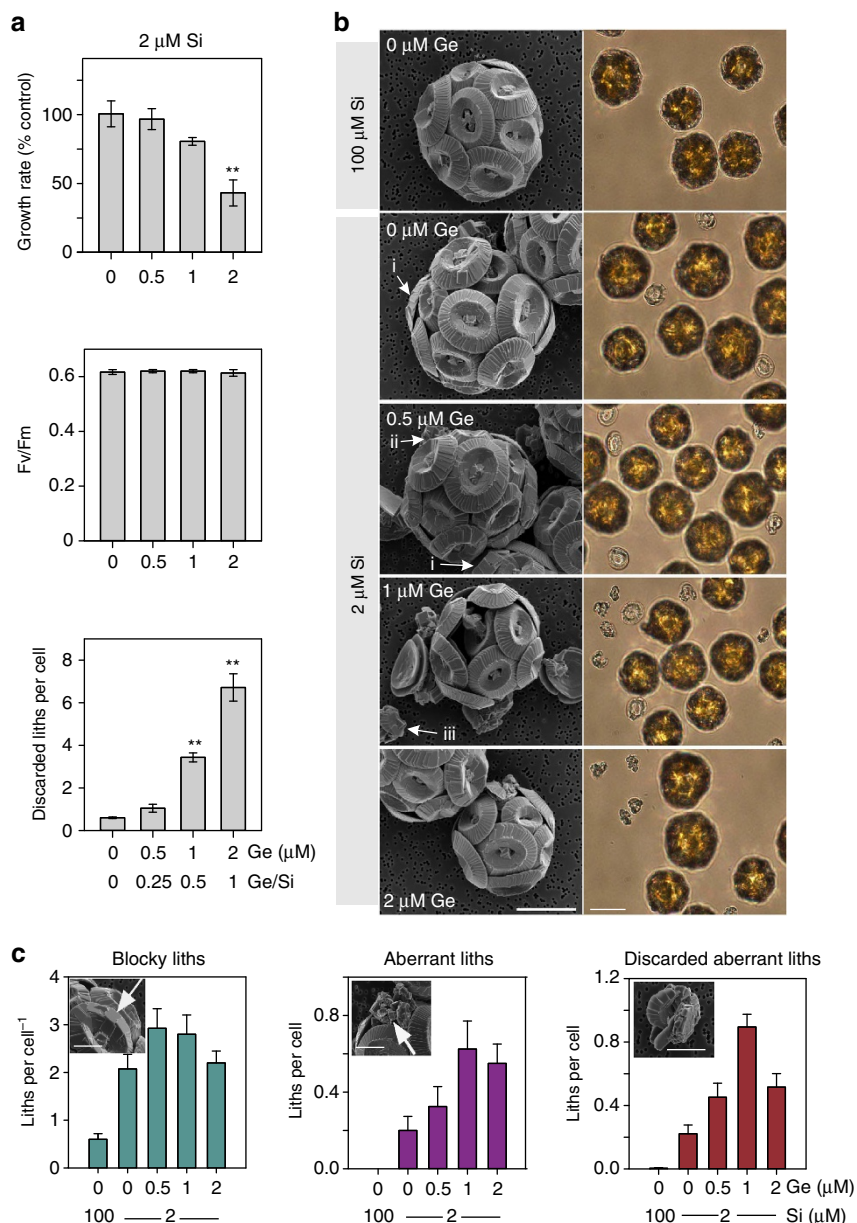 a
2 µM Si
Growth rate (% control)
100
50
0
**
0 0.5 1 2
Fv/Fm
0.6
0.4
0.2
0
0 0.5 1 2
Discarded liths per cell
8
6
4
2
0
**
**
0 0.5 1 2 Ge (µM)
0 0.25 0.5 1 Ge/Si
b
100 µM Si
0 µM Ge
2 µM Si
0 µM Ge
i
0.5 µM Ge
ii
i
1 µM Ge
iii
2 µM Ge
c
Blocky liths
Liths per cell⁻¹
4
3
2
1
0
0 0 0.5 1 2
100 2
Aberrant liths
Liths per cell
0.8
0.4
0.0
0 0 0.5 1 2
100 2
Discarded aberrant liths
Liths per cell
1.2
0.8
0.4
0.0
0 0 0.5 1 2 Ge (µM)
100 2 Si (µM)